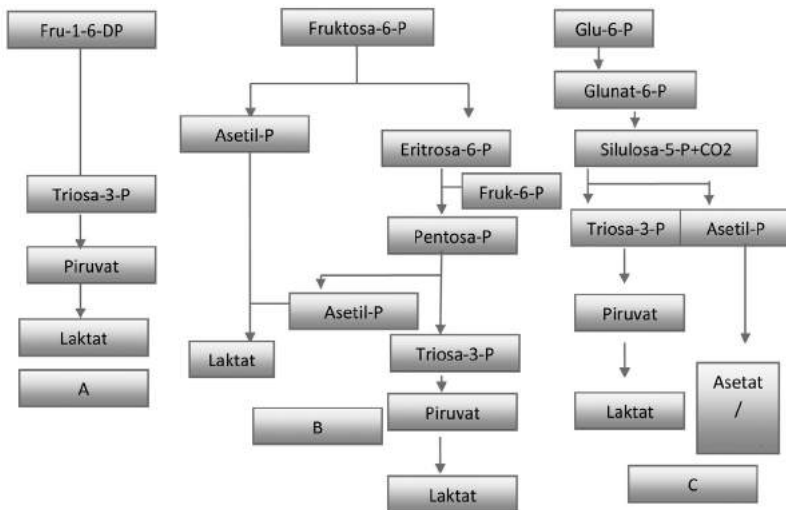 Fru-1-6-DP
Triosa-3-P
Piruvat
Laktat
A
Fruktosa-6-P
Asetil-P
Eritrosa-6-P
Fruk-6-P
Pentosa-P
Asetil-P
Laktat
Triosa-3-P
B
Piruvat
Laktat
Glu-6-P
Glunat-6-P
Silulosa-5-P+CO2
Triosa-3-P
Asetil-P
Piruvat
Laktat
Asetat
/
C